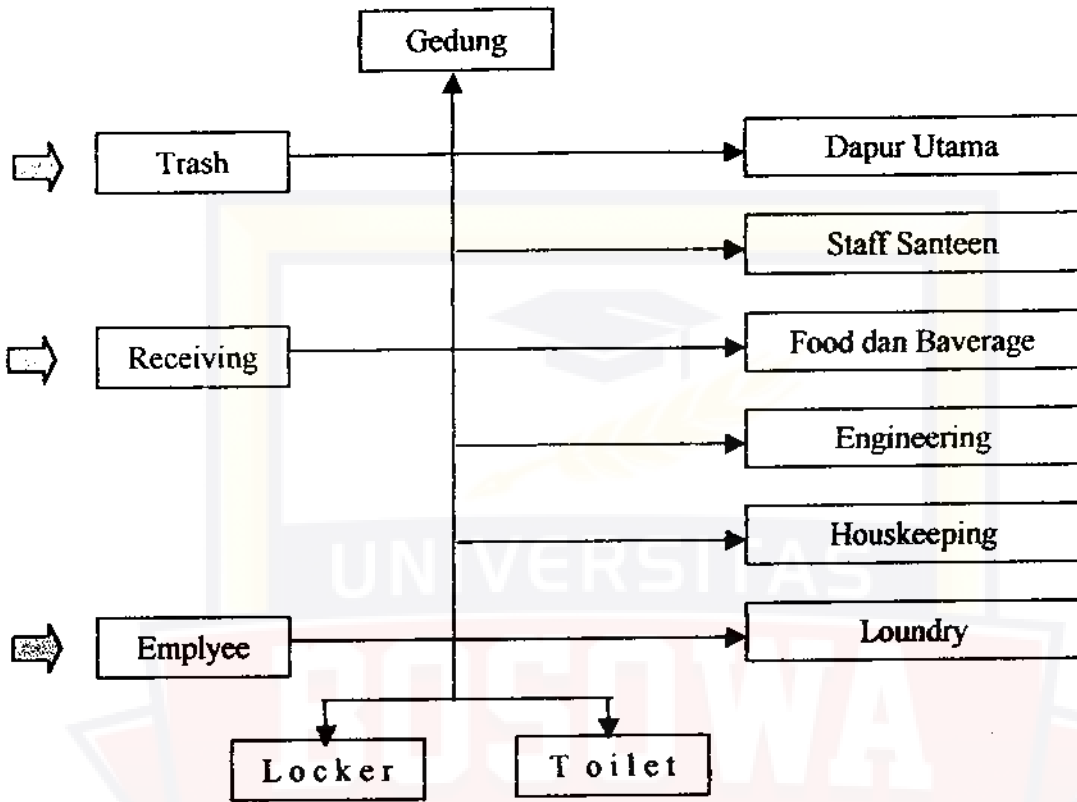 Gedung
Trash
Dapur Utama
Staff Santeen
Receiving
Food dan Baverage
Engineering
Houskeeping
Emplyee
Loundry
Locker
Toilet
UNIVERSITAS
BOSOWA